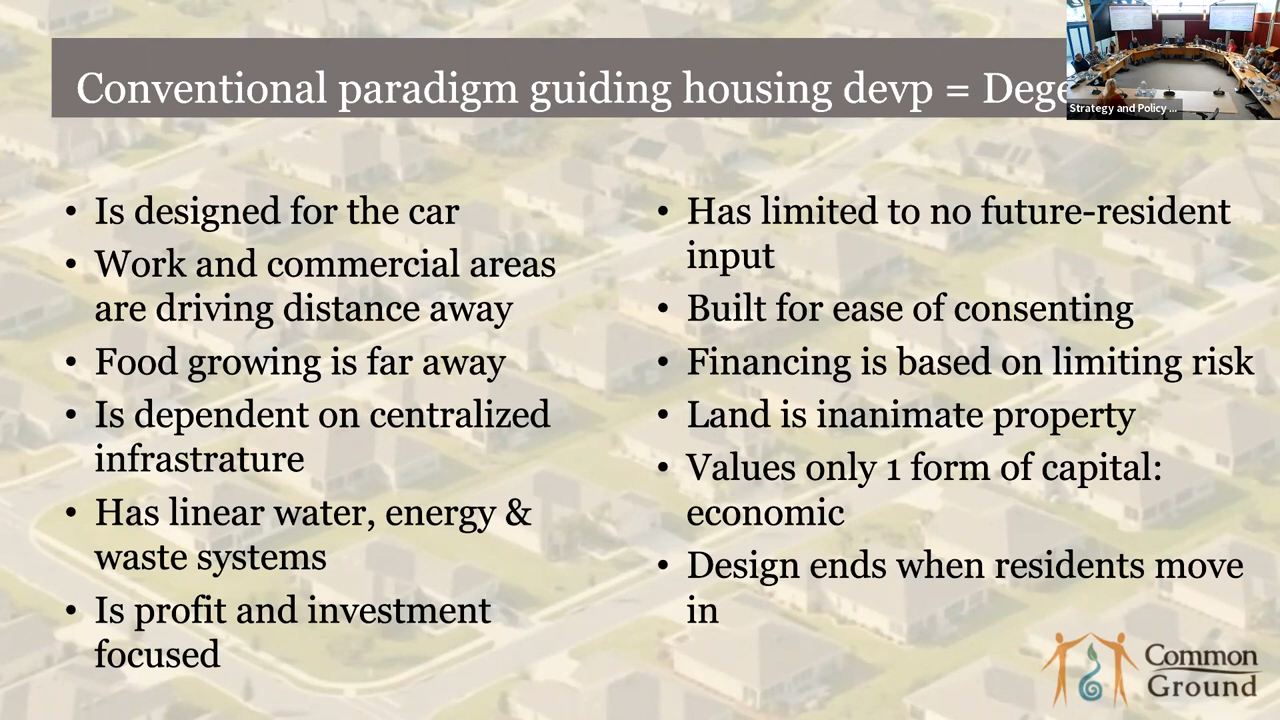 Conventional paradigm guiding housing devp = Dege
Strategy and Policy ...
• Is designed for the car
• Work and commercial areas
are driving distance away
• Food growing is far away
• Is dependent on centralized
infrastrature
• Has linear water, energy &
waste systems
• Is profit and investment
focused
• Has limited to no future-resident
input
• Built for ease of consenting
• Financing is based on limiting risk
• Land is inanimate property
• Values only 1 form of capital:
economic
• Design ends when residents move
in
Common
Ground